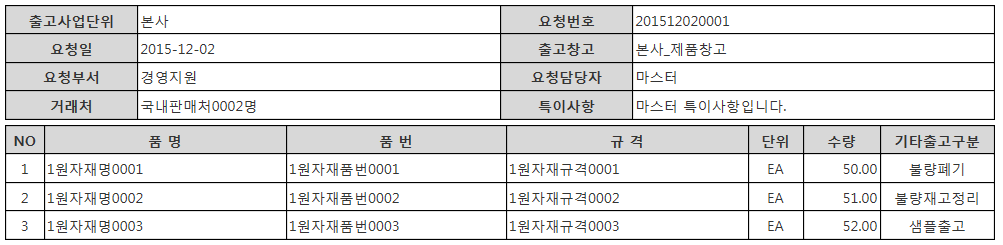 출고사업단위 본사 요청번호 201512020001
요청일 2015-12-02 출고창고 본사_제품창고
요청부서 경영지원 요청담당자 마스터
거래처 국내판매처0002명 특이사항 마스터 특이사항입니다.
NO 품 명 품 번 규 격 단위 수량 기타출고구분
1 1원자재명0001 1원자재품번0001 1원자재규격0001 EA 50.00 불량폐기
2 1원자재명0002 1원자재품번0002 1원자재규격0002 EA 51.00 불량재고정리
3 1원자재명0003 1원자재품번0003 1원자재규격0003 EA 52.00 샘플출고